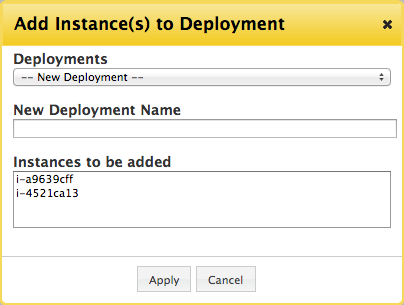 Add Instance(s) to Deployment
Deployments
-- New Deployment --
New Deployment Name
Instances to be added
i-a9639cff
i-4521ca13
Apply Cancel